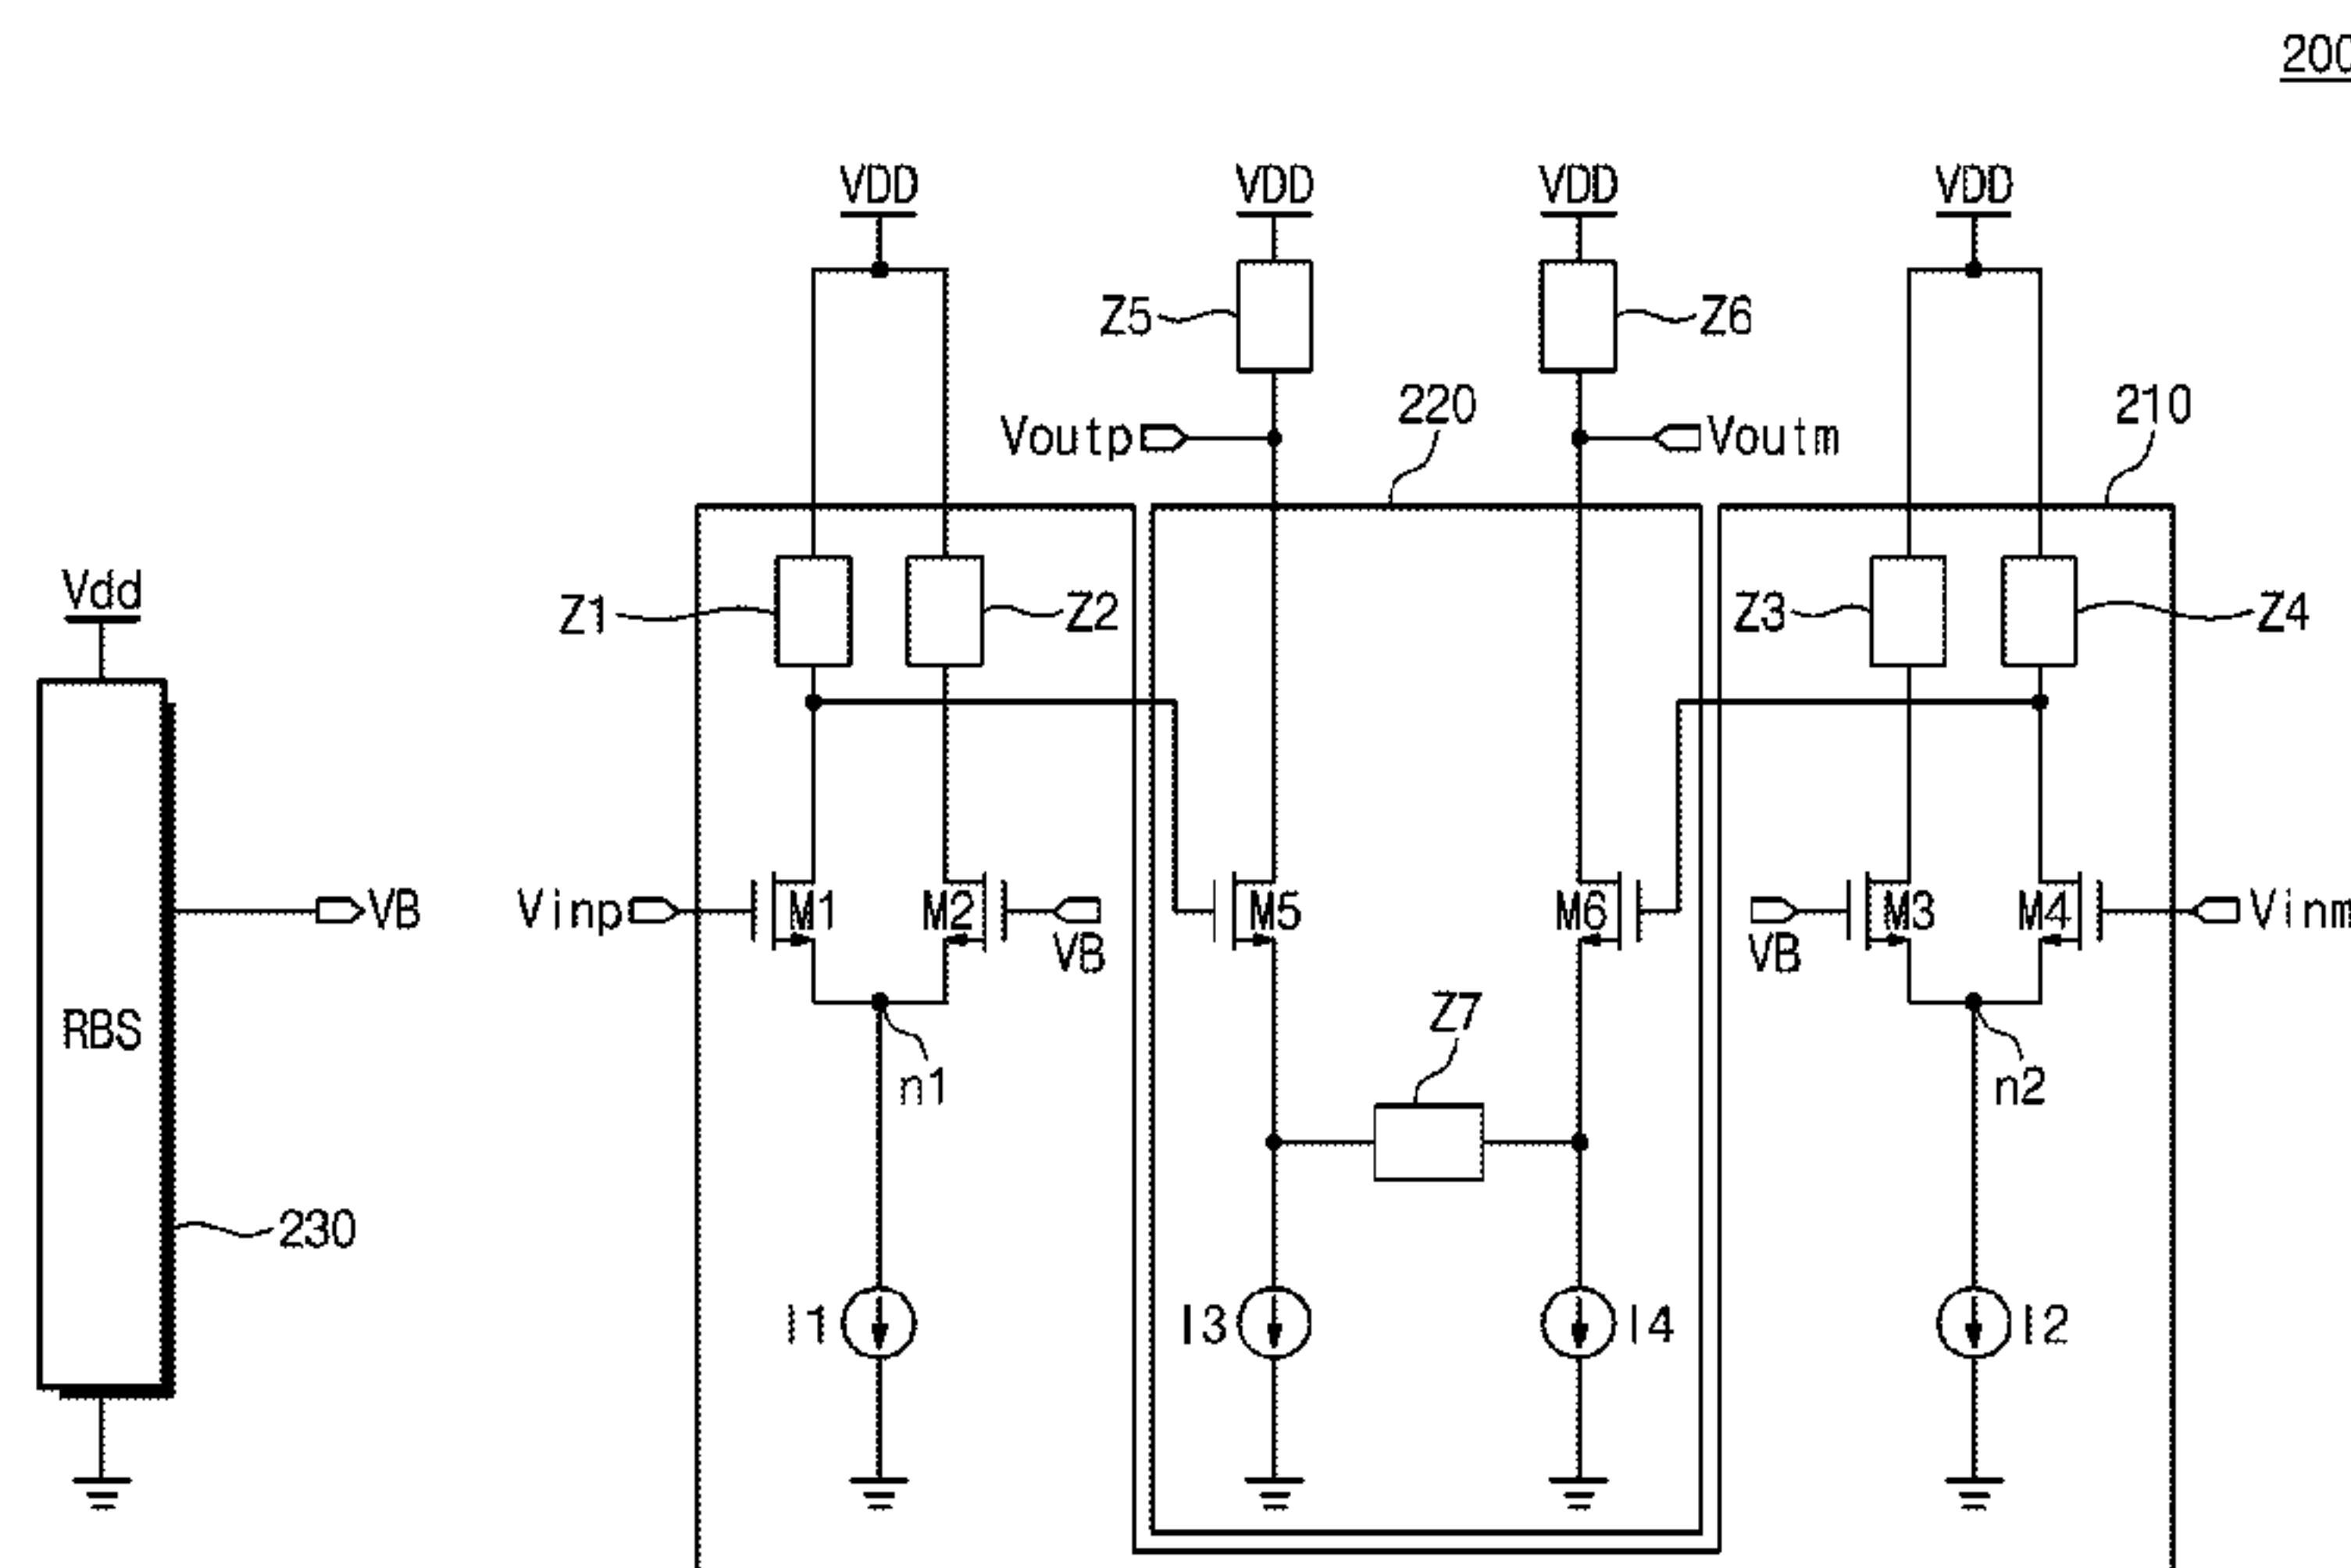 200
VDD VDD VDD VDD
Z5 Z6
220 210
Voutp Voutm
Vdd
Z1 Z2 Z3 Z4
VB Vinp M1 M2 M5 M6 M3 M4 Vinm
VB VB
Z7
RBS
n1 n2
230
I1 I3 I4 I2